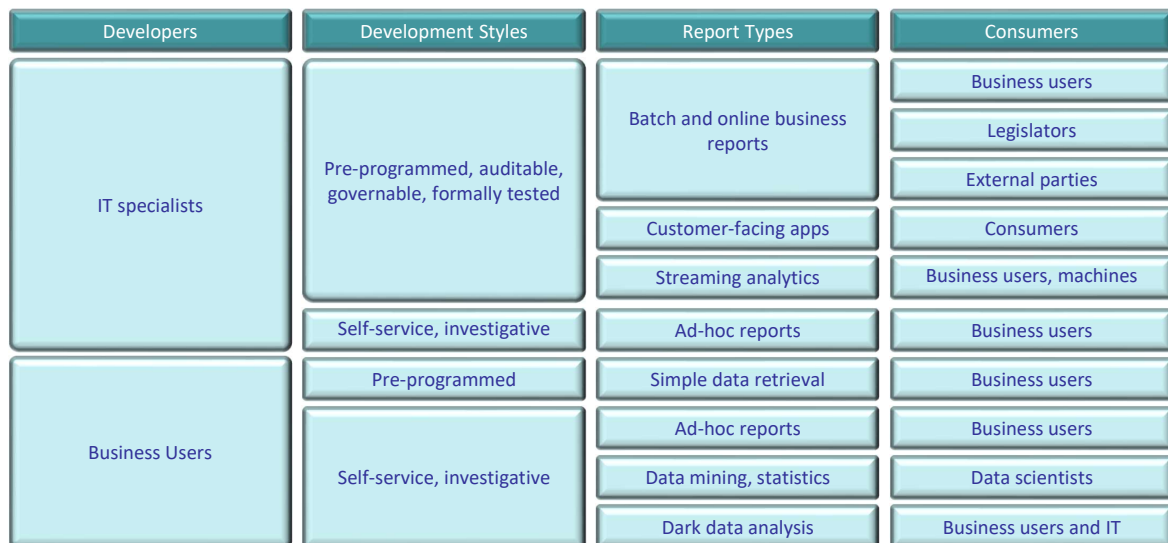 Developers
Development Styles
Report Types
Consumers
IT specialists
Pre-programmed, auditable,
governable, formally tested
Batch and online business
reports
Business users
Legislators
External parties
Customer-facing apps
Consumers
Streaming analytics
Business users, machines
Self-service, investigative
Ad-hoc reports
Business users
Business Users
Pre-programmed
Simple data retrieval
Business users
Self-service, investigative
Ad-hoc reports
Business users
Data mining, statistics
Data scientists
Dark data analysis
Business users and IT